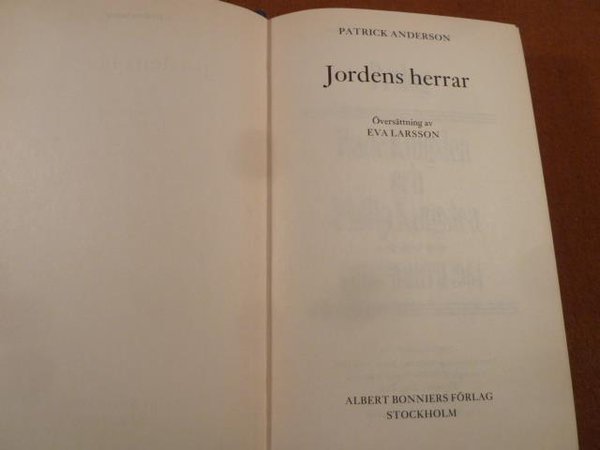 PATRICK ANDERSON
Jordens herrar
Översättning av
EVA LARSSON
ALBERT BONNIERS FÖRLAG
STOCKHOLM